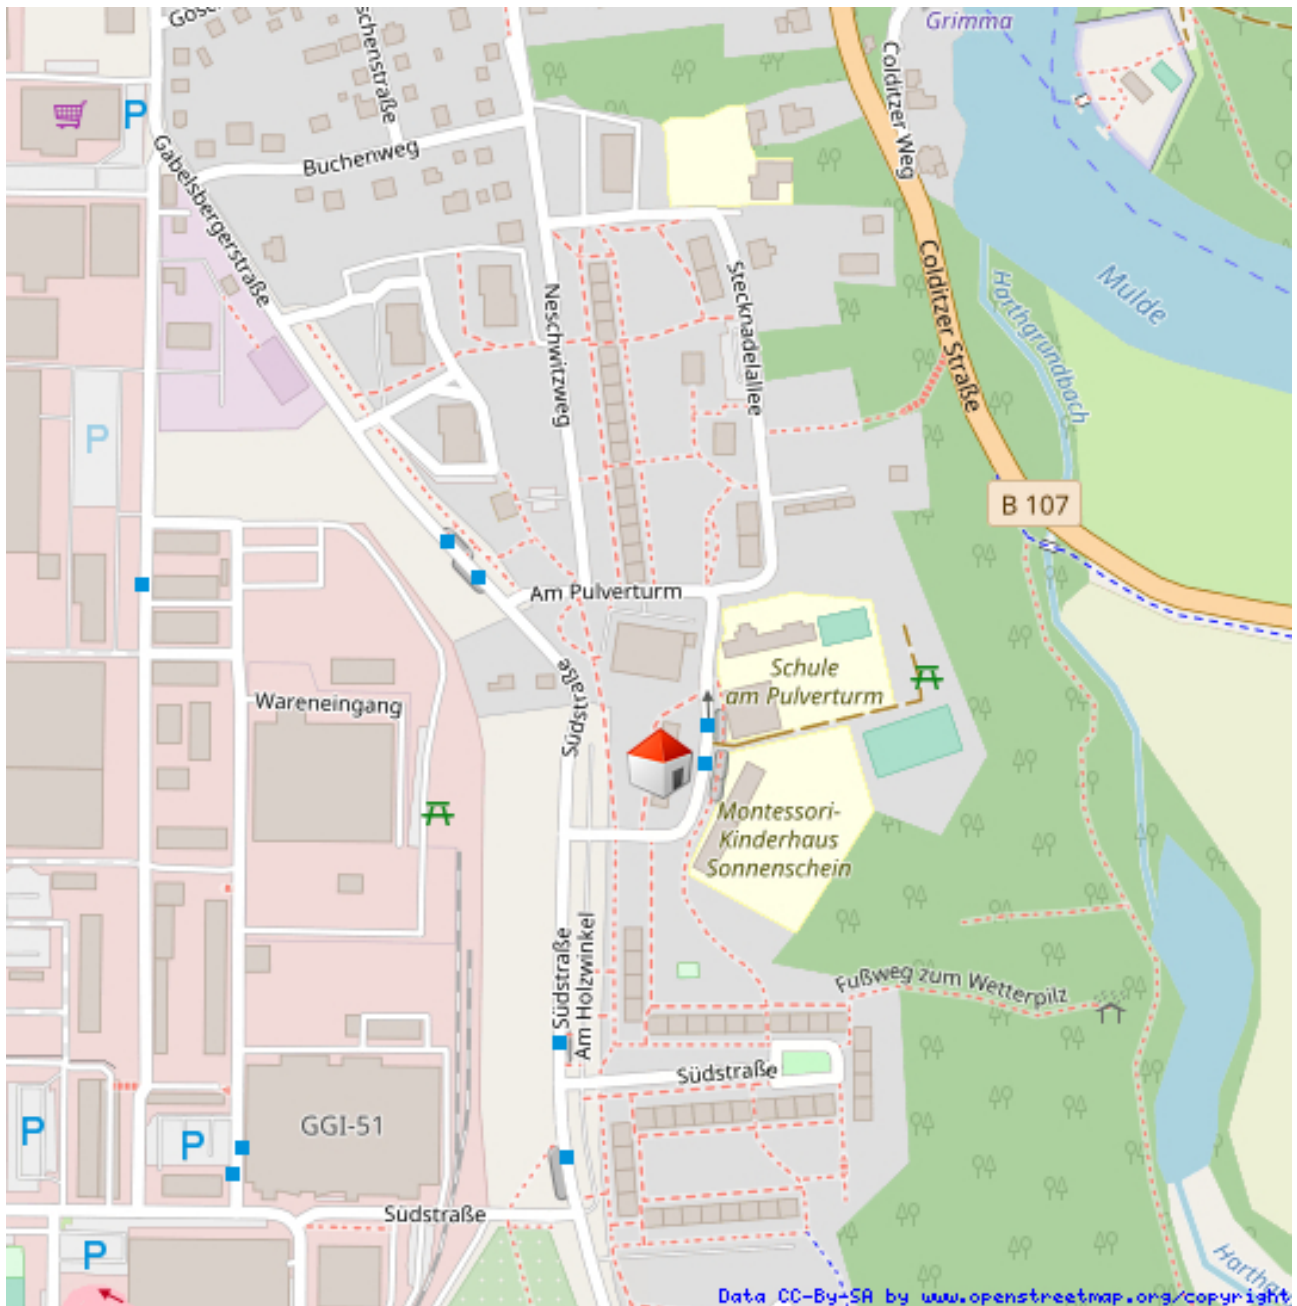 Grimma
Colditzer Weg
Buchenweg
Gabelsbergerstraße
Colditzer Straße
Mulde
Harthgrundbach
Stecknadelallee
Neschwitzweg
P
P
B 107
Am Pulverturm
Schule
am Pulverturm
Südstraße
Wareneingang
Montessori-
Kinderhaus
Sonnenschein
Südstraße
Am Holzwinkel
Fußweg zum Wetterpilz
Südstraße
GGI-51
P
P
Südstraße
P
Data CC-By-SA by www.openstreetmap.org/copyright